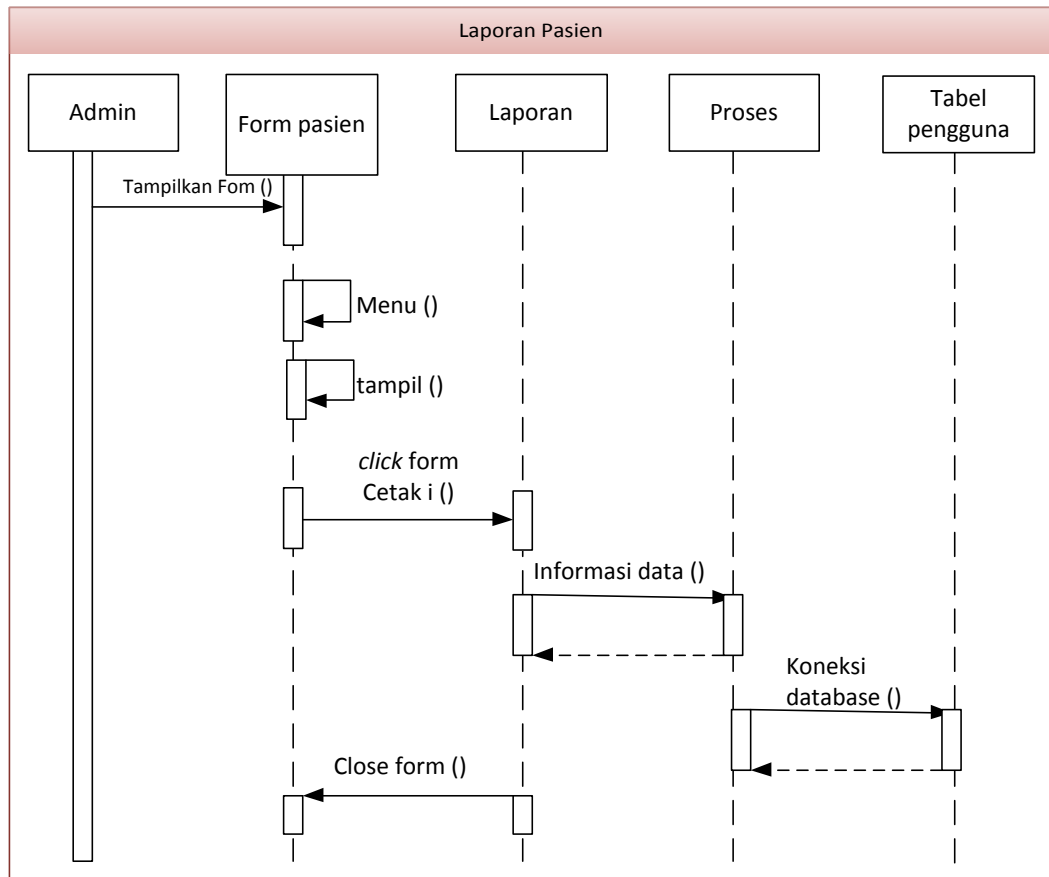 Laporan Pasien
Admin
Form pasien
Laporan
Proses
Tabel
pengguna
Tampilkan Fom ()
Menu ()
tampil ()
click form
Cetak i ()
Informasi data ()
Koneksi
database ()
Close form ()